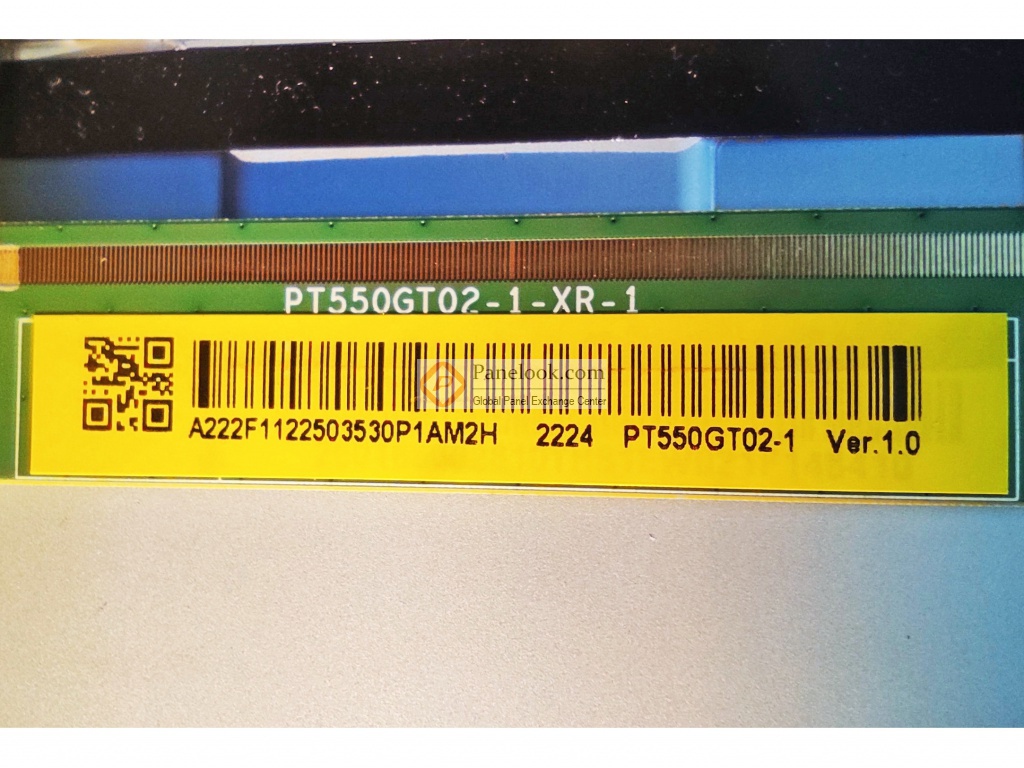 PT550GT02-1-XR-1
Panelook.com
Global Panel Exchange Center
A222F1122503530P1AM2H 2224 PT550GT02-1 Ver.1.0